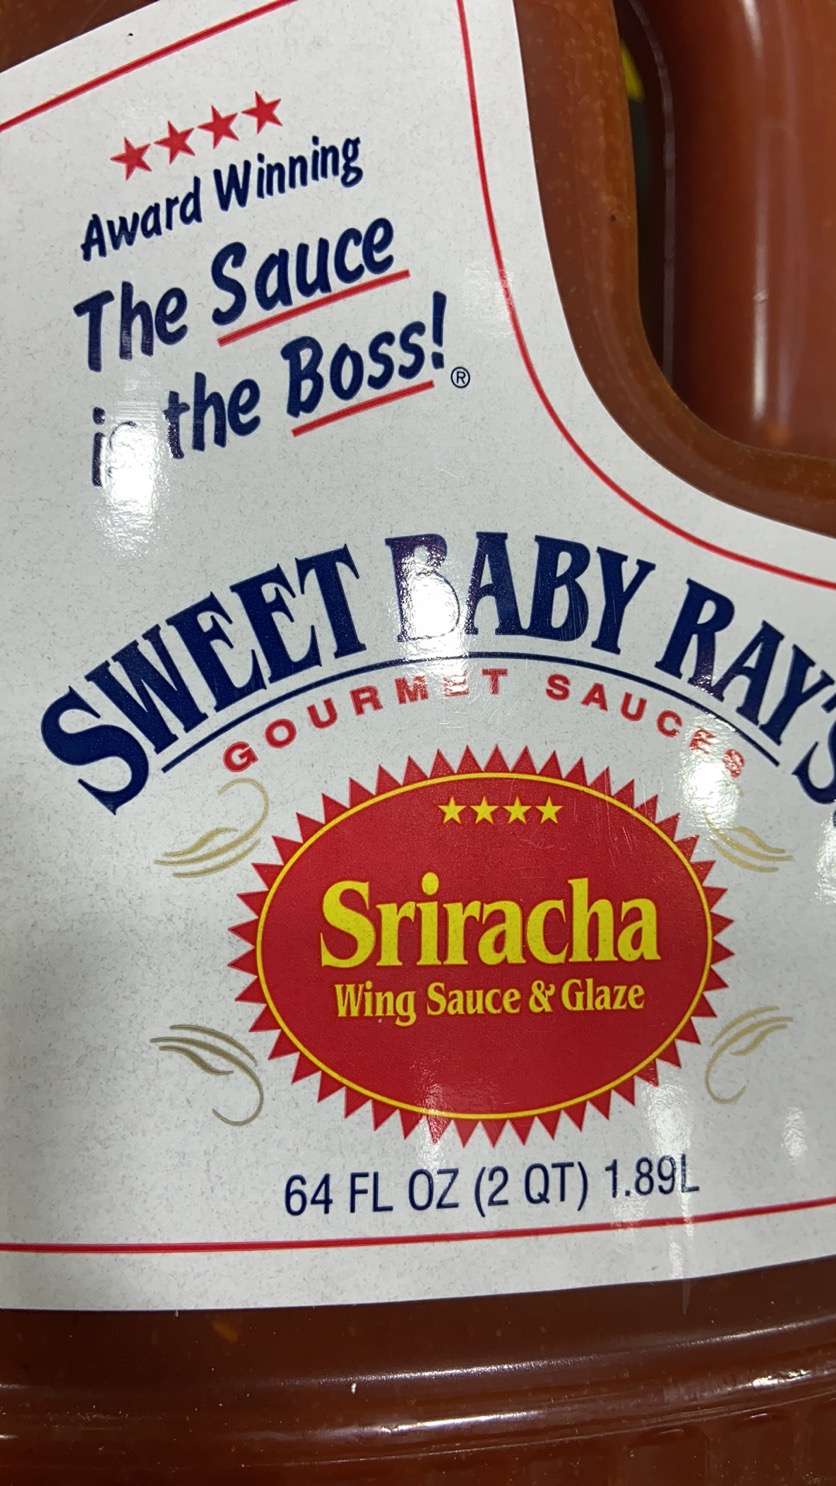 Award Winning
The Sauce
is the Boss!®
SWEET BABY RAY'S
GOURMET SAUCES
Sriracha
Wing Sauce & Glaze
64 FL OZ (2 QT) 1.89L